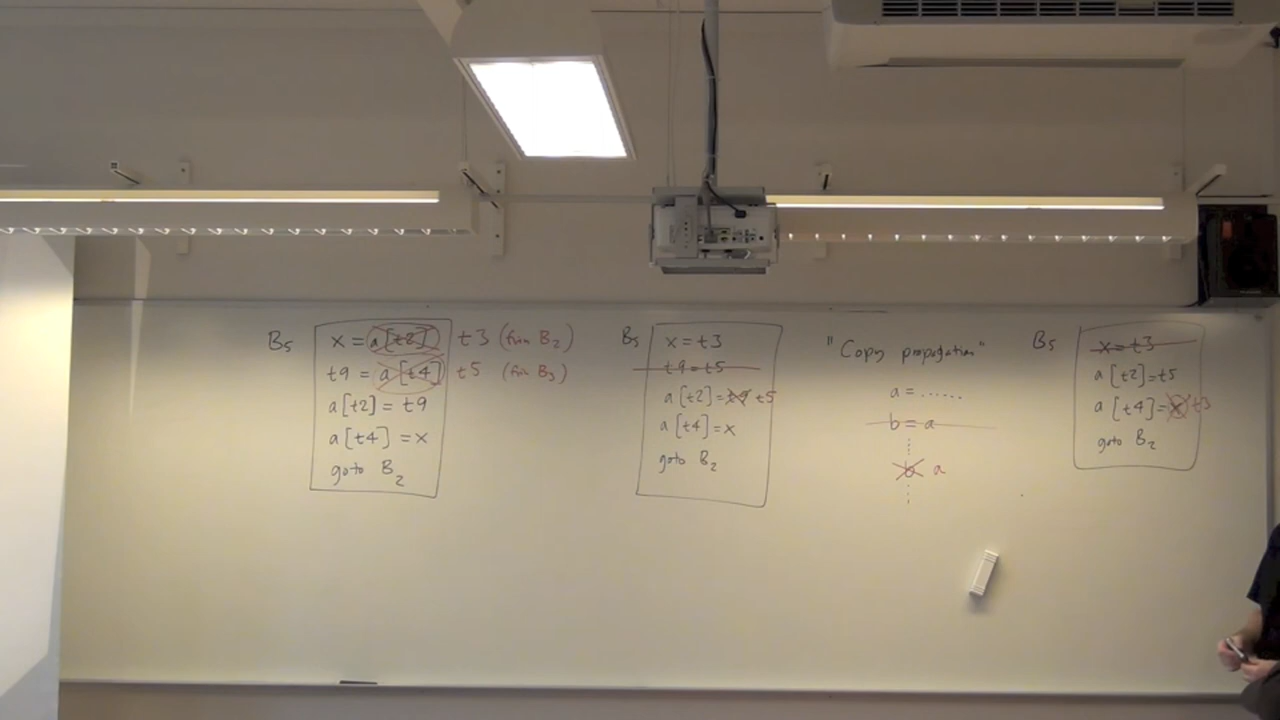 B5 x = a[t2] t3 (from B2)
t9 = a[t4] t5 (from B3)
a[t2] = t9
a[t4] = x
goto B2
B5 x = t3
t9 = t5
a[t2] = t9 t5
a[t4] = x
goto B2
"Copy propagation"
a = ......
b = a
b a
B5 x = t3
a[t2] = t5
a[t4] = x t3
goto B2